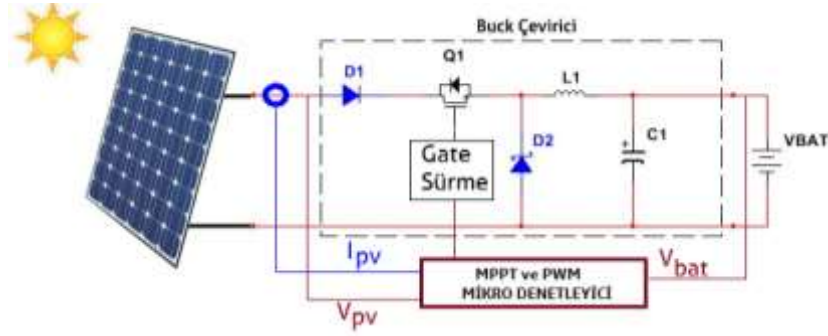 Buck Çevirici
Q1
D1
L1
D2
C1
VBAT
Gate
Sürme
Ipv
Vbat
MPPT ve PWM
MİKRO DENETLEYİCİ
Vpv